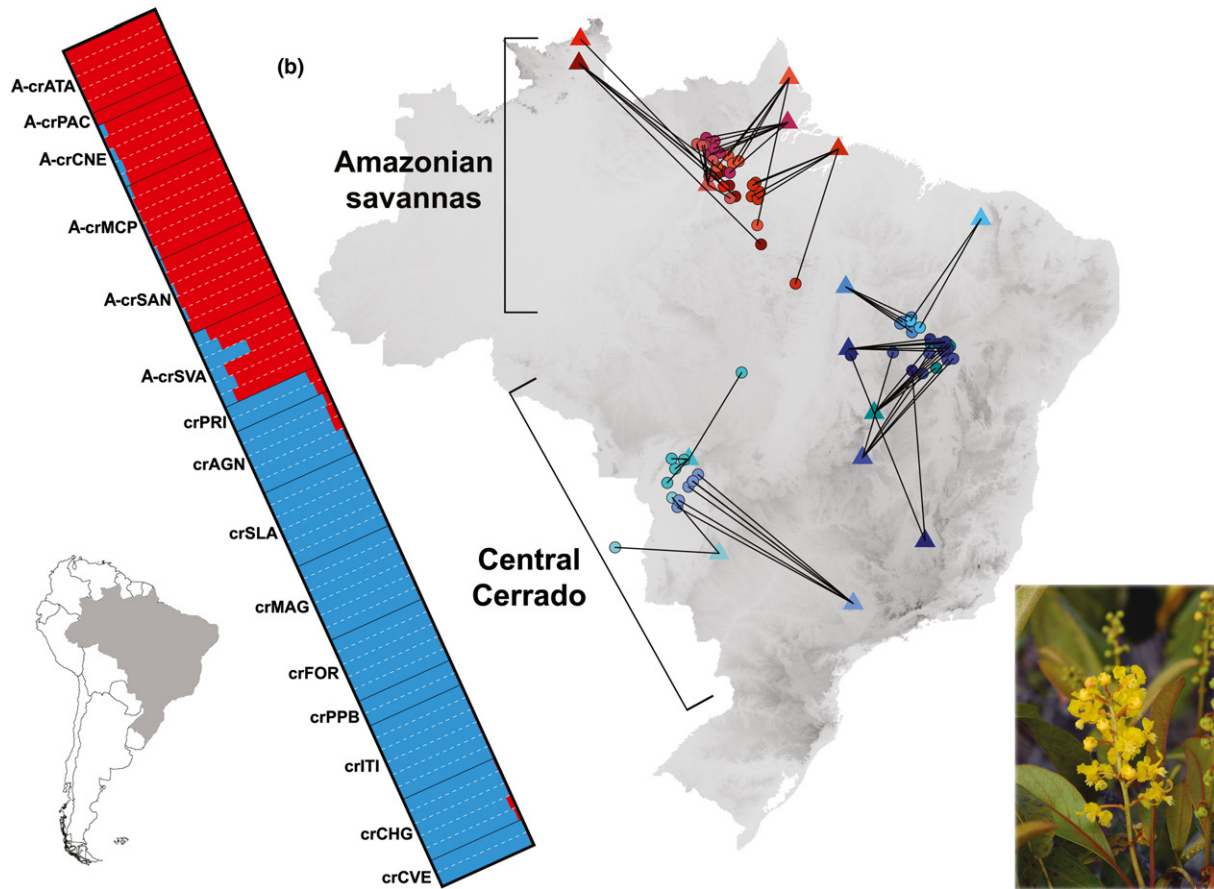 (b)
A-crATA
A-crPAC
A-crCNE
A-crMCP
A-crSAN
A-crSVA
crPRI
crAGN
crSLA
crMAG
crFOR
crPPB
crITI
crCHG
crCVE
Amazonian
savannas
Central
Cerrado